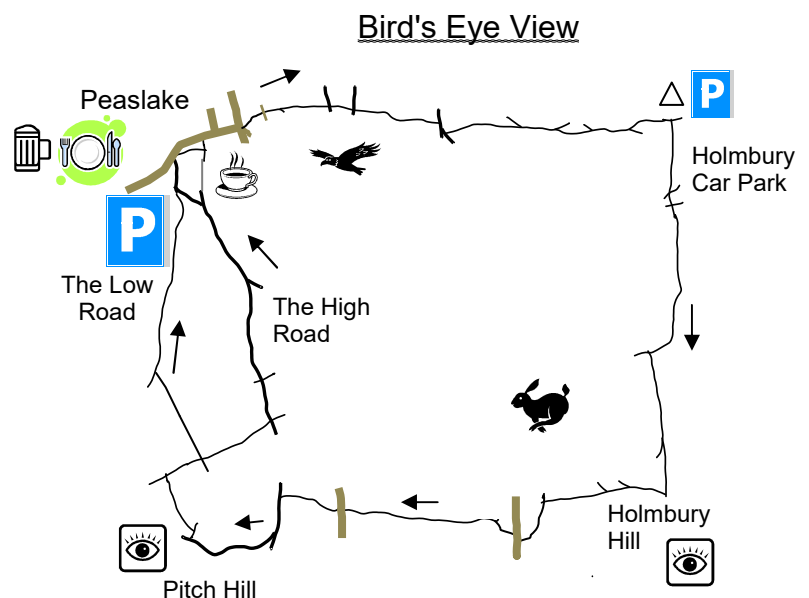 Bird's Eye View
Peaslake
P
Holmbury
Car Park
P
The Low
Road
The High
Road
Holmbury
Hill
Pitch Hill